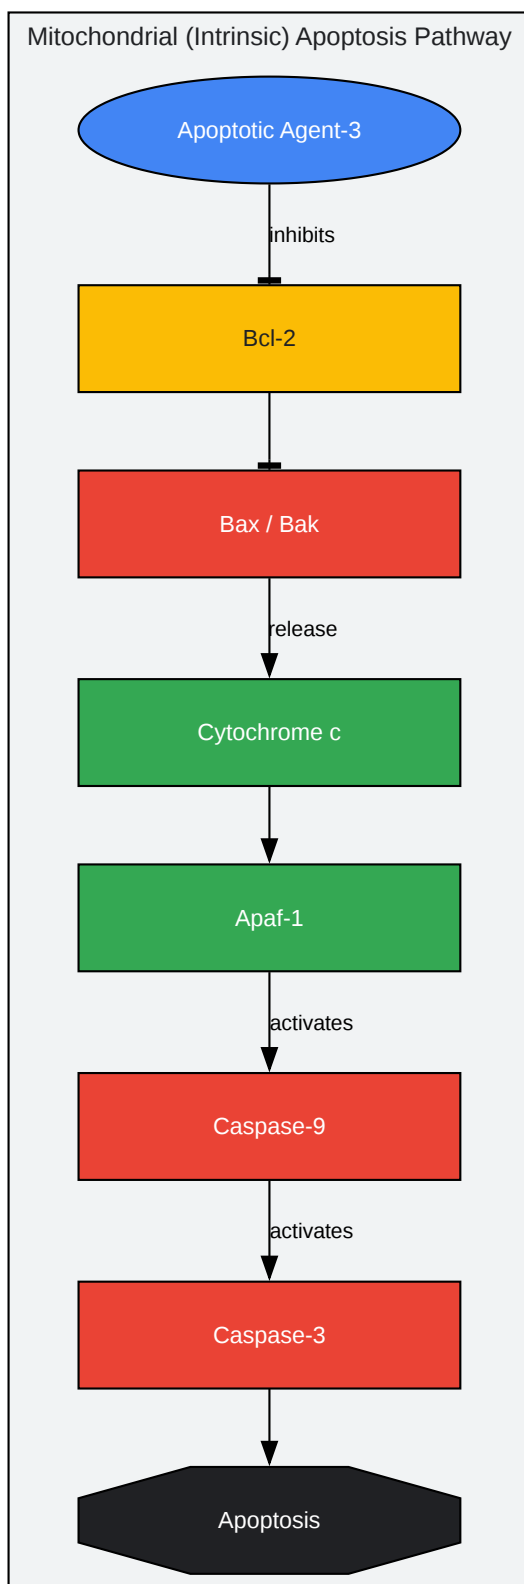 Mitochondrial (Intrinsic) Apoptosis Pathway
Apoptotic Agent-3
inhibits
Bcl-2
Bax / Bak
release
Cytochrome c
Apaf-1
activates
Caspase-9
activates
Caspase-3
Apoptosis